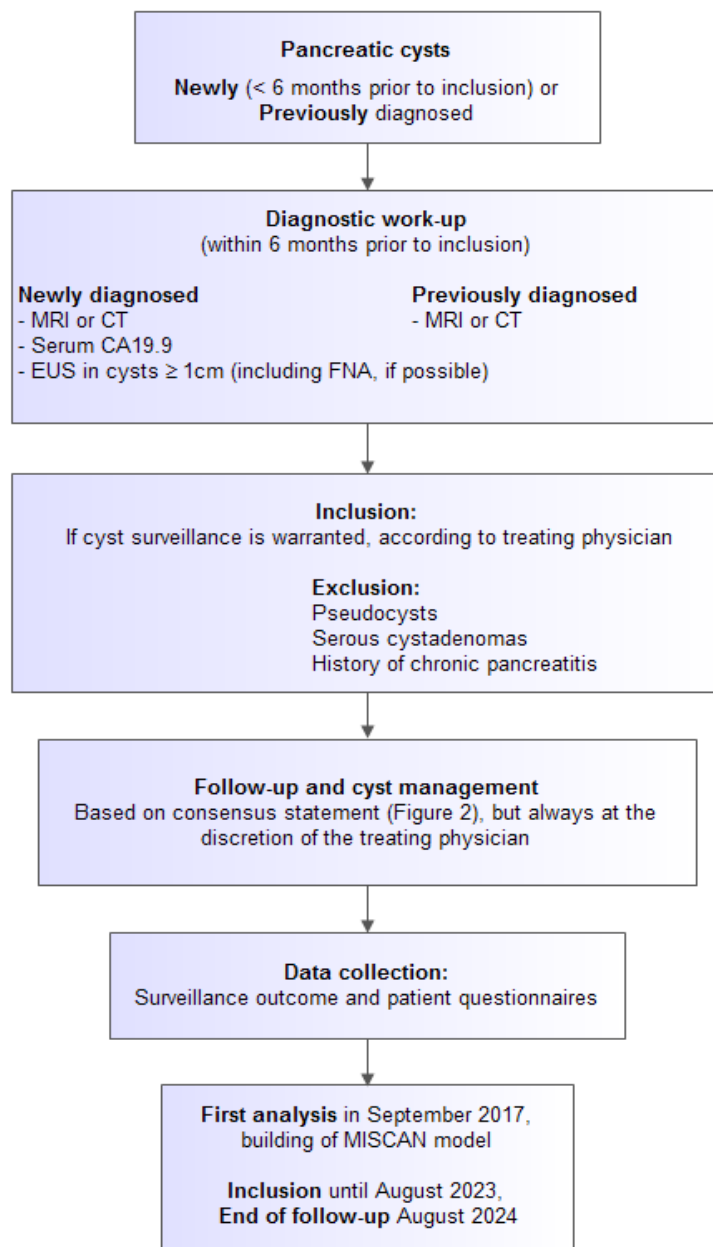 Pancreatic cysts
Newly (< 6 months prior to inclusion) or
Previously diagnosed
Diagnostic work-up
(within 6 months prior to inclusion)
Newly diagnosed
- MRI or CT
- Serum CA19.9
- EUS in cysts ≥ 1cm (including FNA, if possible)
Previously diagnosed
- MRI or CT
Inclusion:
If cyst surveillance is warranted, according to treating physician
Exclusion:
Pseudocysts
Serous cystadenomas
History of chronic pancreatitis
Follow-up and cyst management
Based on consensus statement (Figure 2), but always at the
discretion of the treating physician
Data collection:
Surveillance outcome and patient questionnaires
First analysis in September 2017,
building of MISCAN model
Inclusion until August 2023,
End of follow-up August 2024